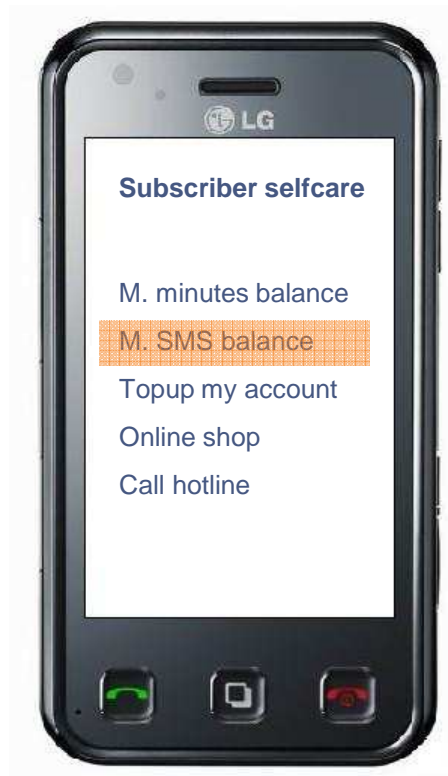 LG
Subscriber selfcare
M. minutes balance
M. SMS balance
Topup my account
Online shop
Call hotline